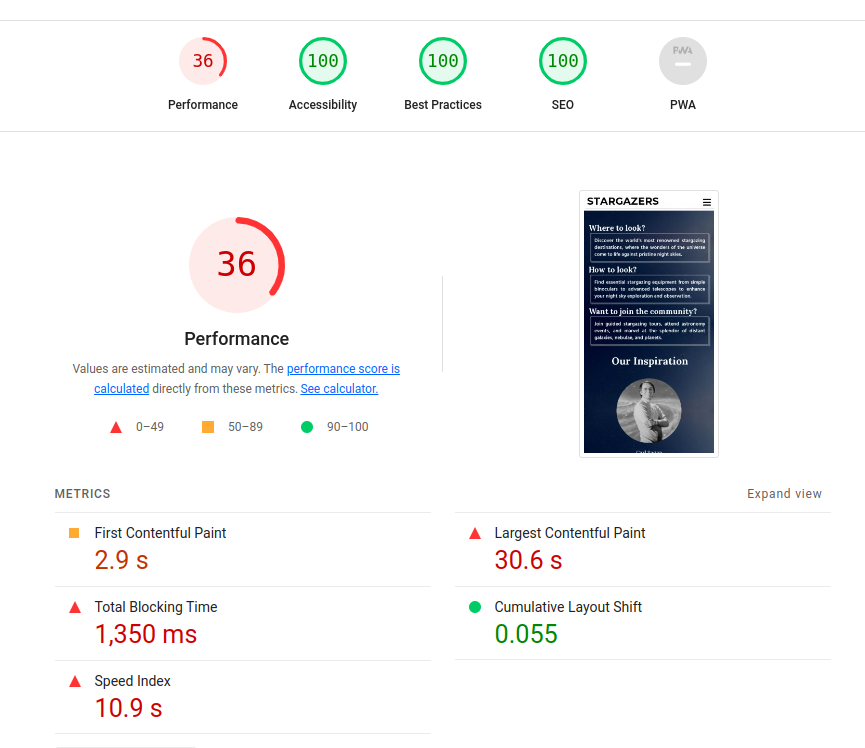 36
100
100
100
PWA
Performance
Accessibility
Best Practices
SEO
PWA
36
Performance
Values are estimated and may vary. The performance score is
calculated directly from these metrics. See calculator.
0–49
50–89
90–100
STARGAZERS
Where to look?
Discover the world's most renowned stargazing
destinations, where the wonders of the universe
come to life against pristine night skies.
How to look?
Find essential stargazing equipment from simple
binoculars to advanced telescopes to enhance
your night sky exploration and observation.
Want to join the community?
Join guided stargazing tours, attend astronomy
events, and marvel at the splendor of distant
galaxies, nebulae, and planets.
Our Inspiration
METRICS
Expand view
First Contentful Paint
2.9 s
Largest Contentful Paint
30.6 s
Total Blocking Time
1,350 ms
Cumulative Layout Shift
0.055
Speed Index
10.9 s